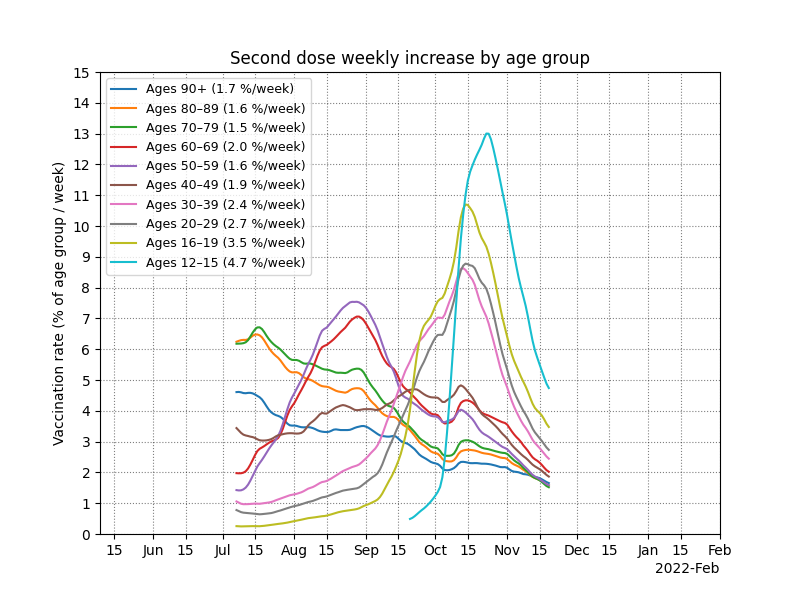 Second dose weekly increase by age group
Vaccination rate (% of age group / week)
15
14
13
12
11
10
9
8
7
6
5
4
3
2
1
0
Ages 90+ (1.7 %/week)
Ages 80–89 (1.6 %/week)
Ages 70–79 (1.5 %/week)
Ages 60–69 (2.0 %/week)
Ages 50–59 (1.6 %/week)
Ages 40–49 (1.9 %/week)
Ages 30–39 (2.4 %/week)
Ages 20–29 (2.7 %/week)
Ages 16–19 (3.5 %/week)
Ages 12–15 (4.7 %/week)
15 Jun 15 Jul 15 Aug 15 Sep 15 Oct 15 Nov 15 Dec 15 Jan 15 Feb
2022-Feb